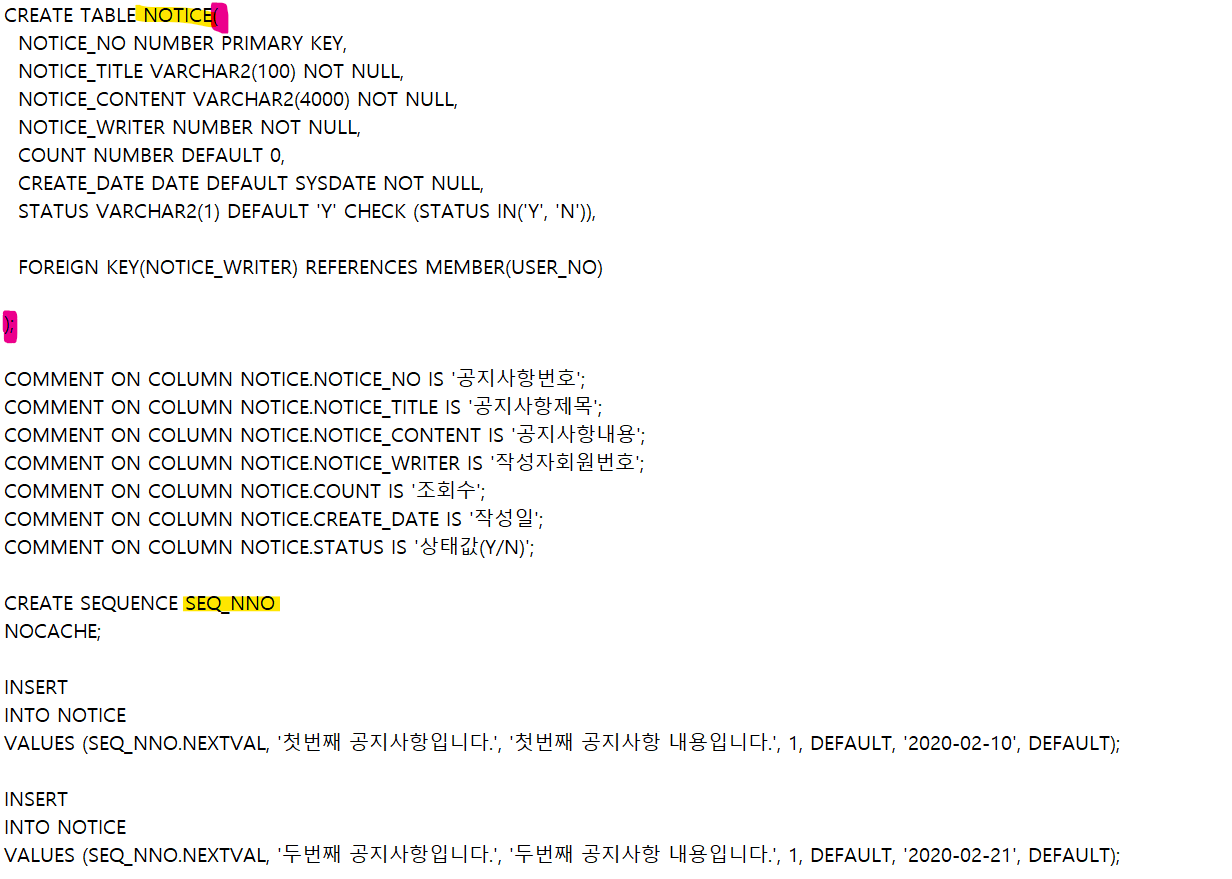 CREATE TABLE NOTICE(
NOTICE_NO NUMBER PRIMARY KEY,
NOTICE_TITLE VARCHAR2(100) NOT NULL,
NOTICE_CONTENT VARCHAR2(4000) NOT NULL,
NOTICE_WRITER NUMBER NOT NULL,
COUNT NUMBER DEFAULT 0,
CREATE_DATE DATE DEFAULT SYSDATE NOT NULL,
STATUS VARCHAR2(1) DEFAULT 'Y' CHECK (STATUS IN('Y', 'N')),
FOREIGN KEY(NOTICE_WRITER) REFERENCES MEMBER(USER_NO)
);
COMMENT ON COLUMN NOTICE.NOTICE_NO IS '공지사항번호';
COMMENT ON COLUMN NOTICE.NOTICE_TITLE IS '공지사항제목';
COMMENT ON COLUMN NOTICE.NOTICE_CONTENT IS '공지사항내용';
COMMENT ON COLUMN NOTICE.NOTICE_WRITER IS '작성자회원번호';
COMMENT ON COLUMN NOTICE.COUNT IS '조회수';
COMMENT ON COLUMN NOTICE.CREATE_DATE IS '작성일';
COMMENT ON COLUMN NOTICE.STATUS IS '상태값(Y/N)';
CREATE SEQUENCE SEQ_NNO
NOCACHE;
INSERT
INTO NOTICE
VALUES (SEQ_NNO.NEXTVAL, '첫번째 공지사항입니다.', '첫번째 공지사항 내용입니다.', 1, DEFAULT, '2020-02-10', DEFAULT);
INSERT
INTO NOTICE
VALUES (SEQ_NNO.NEXTVAL, '두번째 공지사항입니다.', '두번째 공지사항 내용입니다.', 1, DEFAULT, '2020-02-21', DEFAULT);